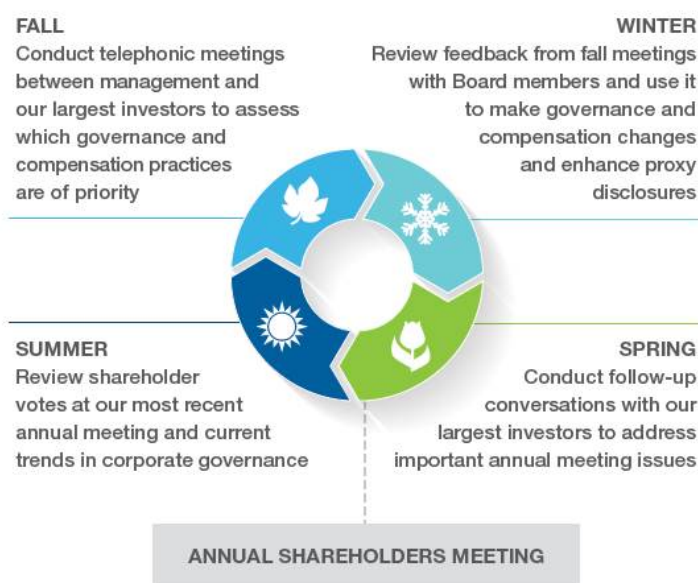 FALL
Conduct telephonic meetings
between management and
our largest investors to assess
which governance and
compensation practices
are of priority
WINTER
Review feedback from fall meetings
with Board members and use it
to make governance and
compensation changes
and enhance proxy
disclosures
SUMMER
Review shareholder
votes at our most recent
annual meeting and current
trends in corporate governance
SPRING
Conduct follow-up
conversations with our
largest investors to address
important annual meeting issues
ANNUAL SHAREHOLDERS MEETING